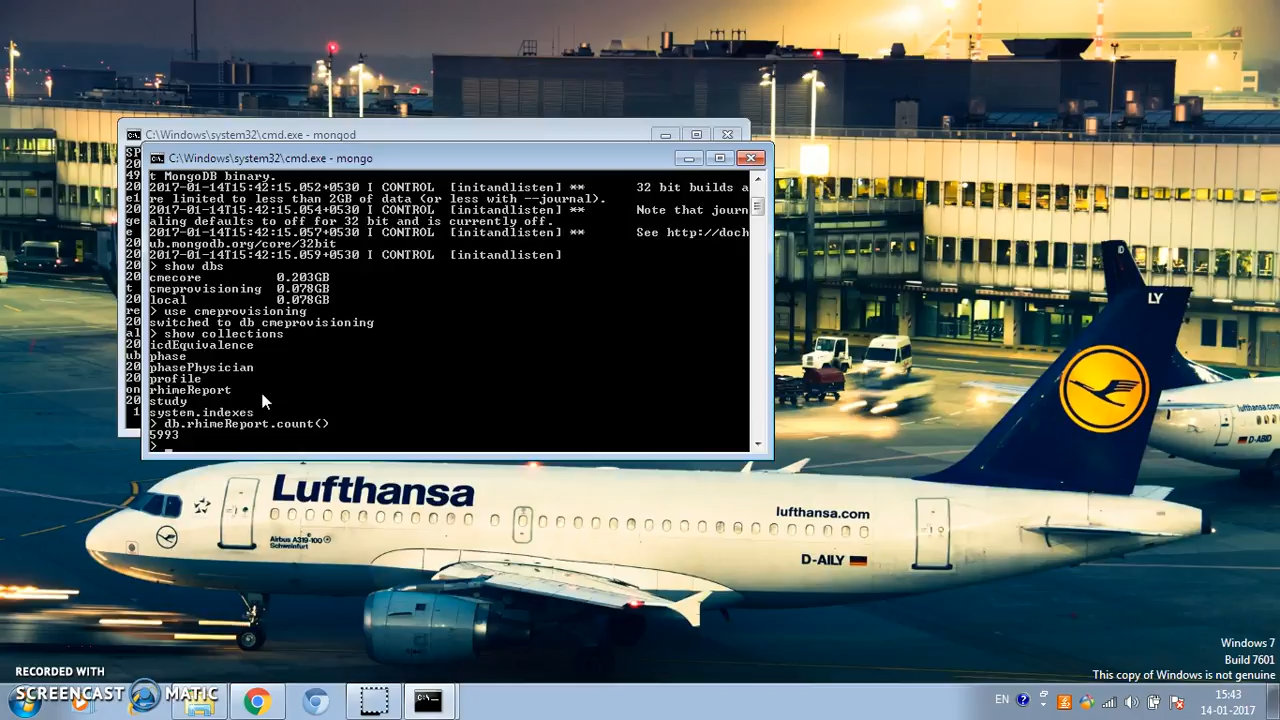 C:\Windows\system32\cmd.exe - mongod
C:\Windows\system32\cmd.exe - mongo
t MongoDB binary.
2017-01-14T15:42:15.052+0530 I CONTROL  [initandlisten] **       32 bit builds a
re limited to less than 2GB of data (or less with --journal).
2017-01-14T15:42:15.054+0530 I CONTROL  [initandlisten] **       Note that journ
aling defaults to off for 32 bit and is currently off.
2017-01-14T15:42:15.057+0530 I CONTROL  [initandlisten] **       See http://doch
ub.mongodb.org/core/32bit
2017-01-14T15:42:15.059+0530 I CONTROL  [initandlisten]
> show dbs
cmecore          0.203GB
cmeprovisioning  0.078GB
local            0.078GB
> use cmeprovisioning
switched to db cmeprovisioning
> show collections
icdEquivalence
phase
phasePhysician
profile
rhimeReport
study
system.indexes
> db.rhimeReport.count()
5993
>
LY
lufthansa.com
D-ABID
Lufthansa
lufthansa.com
Airbus A319-100
Schweinfurt
D-AILY
Windows 7
Build 7601
This copy of Windows is not genuine
RECORDED WITH
SCREENCAST MATIC
EN
15:43
14-01-2017